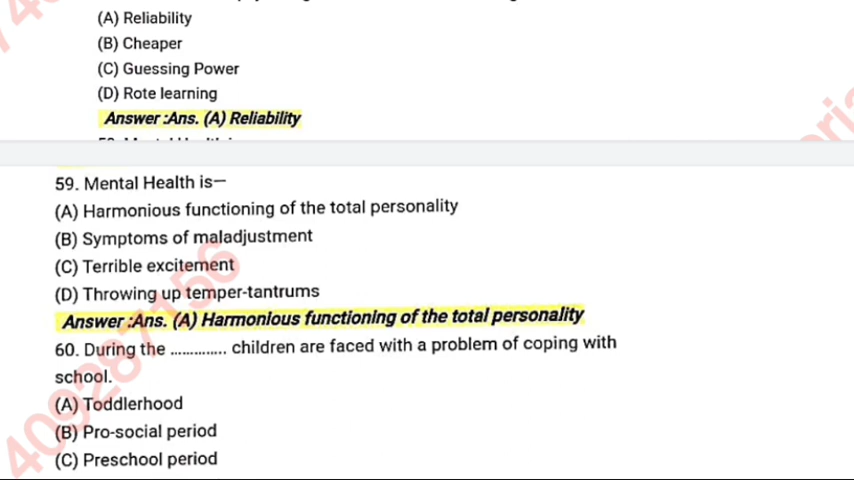 (A) Reliability
(B) Cheaper
(C) Guessing Power
(D) Rote learning
Answer :Ans. (A) Reliability
59. Mental Health is—
(A) Harmonious functioning of the total personality
(B) Symptoms of maladjustment
(C) Terrible excitement
(D) Throwing up temper-tantrums
Answer :Ans. (A) Harmonious functioning of the total personality
60. During the .............. children are faced with a problem of coping with
school.
(A) Toddlerhood
(B) Pro-social period
(C) Preschool period